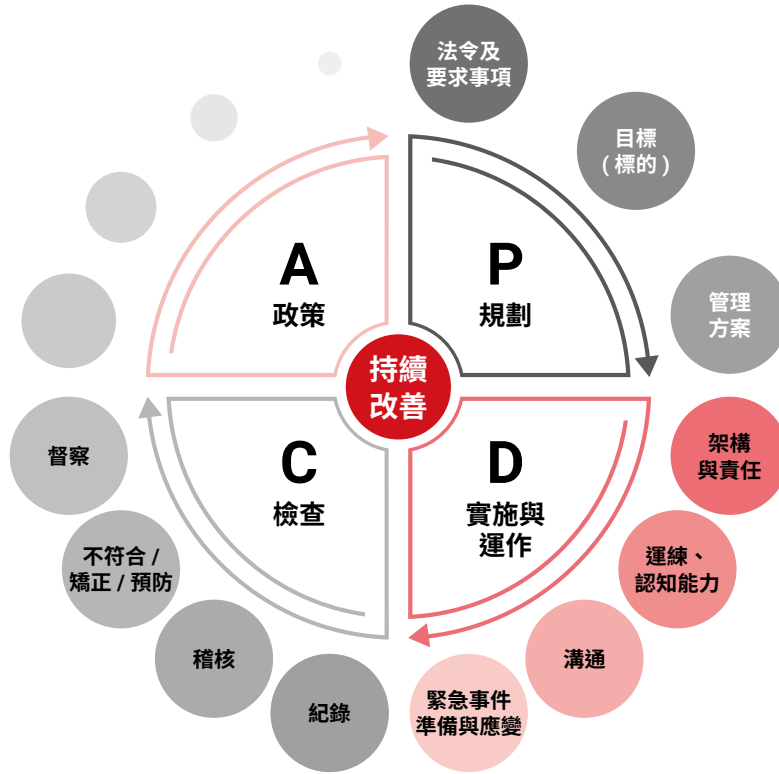 法令及
要求事項
目標
( 標的 )
管理
方案
A
政策
P
規劃
持續
改善
C
檢查
D
實施與
運作
架構
與責任
運練、
認知能力
溝通
緊急事件
準備與應變
紀錄
稽核
不符合 /
矯正 / 預防
督察